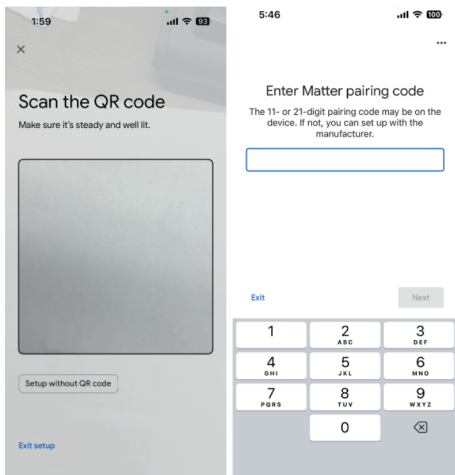 1:59
93
×
Scan the QR code
Make sure it's steady and well lit.
Setup without QR code
Exit setup
5:46
100
...
Enter Matter pairing
code
The 11- or 21-digit pairing code may be on the
device. If not, you can set up with the
manufacturer.
Exit
Next
1
2
ABC
3
DEF
4
GHI
5
JKL
6
MNO
7
PQRS
8
TUV
9
WXYZ
0